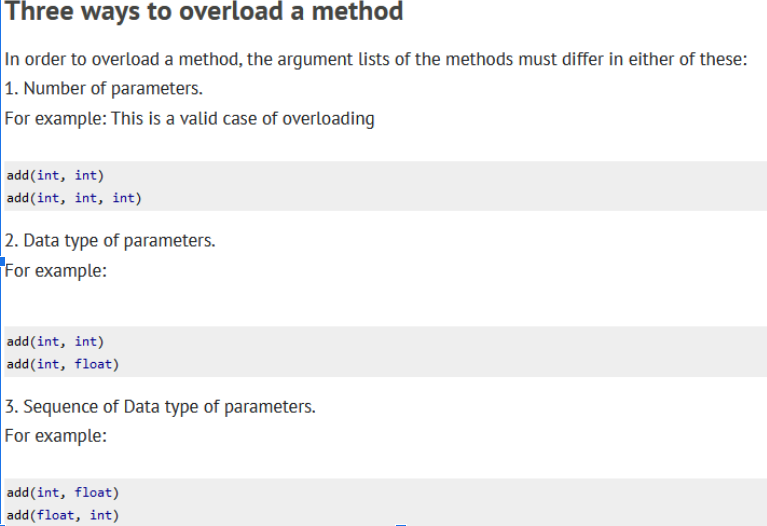 Three ways to overload a method
In order to overload a method, the argument lists of the methods must differ in either of these:
1. Number of parameters.
For example: This is a valid case of overloading
add(int, int)
add(int, int, int)
2. Data type of parameters.
For example:
add(int, int)
add(int, float)
3. Sequence of Data type of parameters.
For example:
add(int, float)
add(float, int)